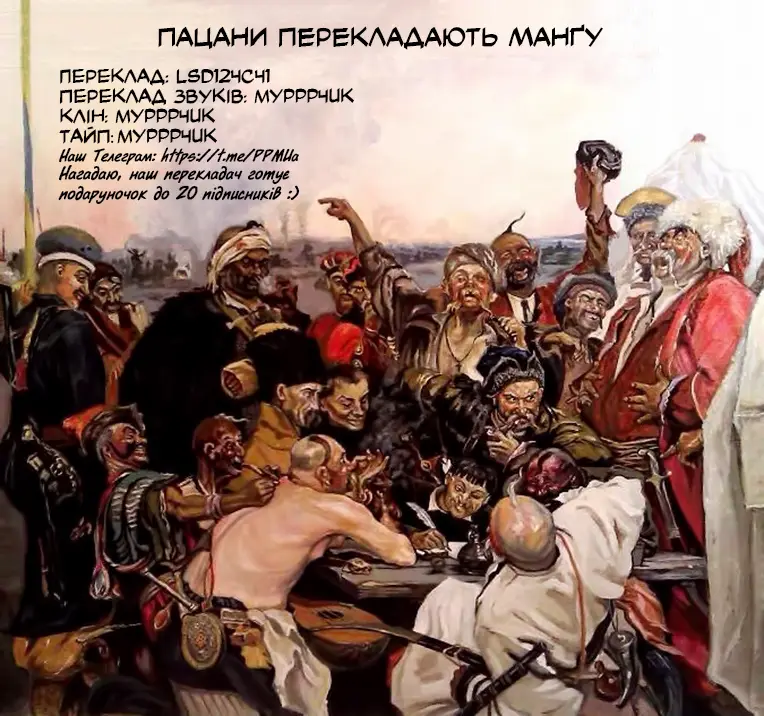 ПАЦАНИ ПЕРЕКЛАДАЮТЬ МАНҐУ
ПЕРЕКЛАД: LSD124C41
ПЕРЕКЛАД ЗВУКІВ: МУРРРЧИК
КЛІН: МУРРРЧИК
ТАЙП: МУРРРЧИК
Наш Телеграм: https://t.me/PPMUa
Нагадаю, наш перекладач готує
подаруночок до 20 підписників :)